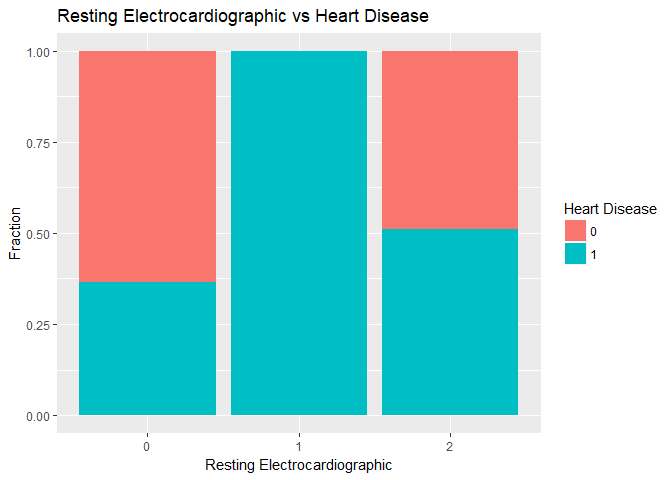 Resting Electrocardiographic vs Heart Disease
1.00
0.75
0.50
0.25
0.00
Fraction
0 1 2
Resting Electrocardiographic
Heart Disease
0
1